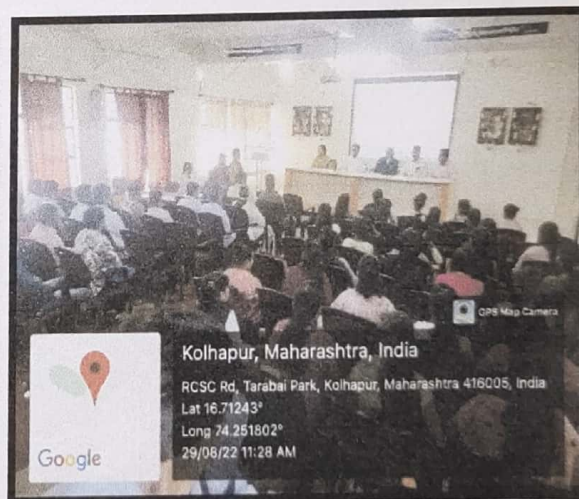 GPS Map Camera
Kolhapur, Maharashtra, India
RCSC Rd, Tarabai Park, Kolhapur, Maharashtra 416005, India
Lat 16.71243°
Long 74.251802°
29/08/22 11:28 AM
Google